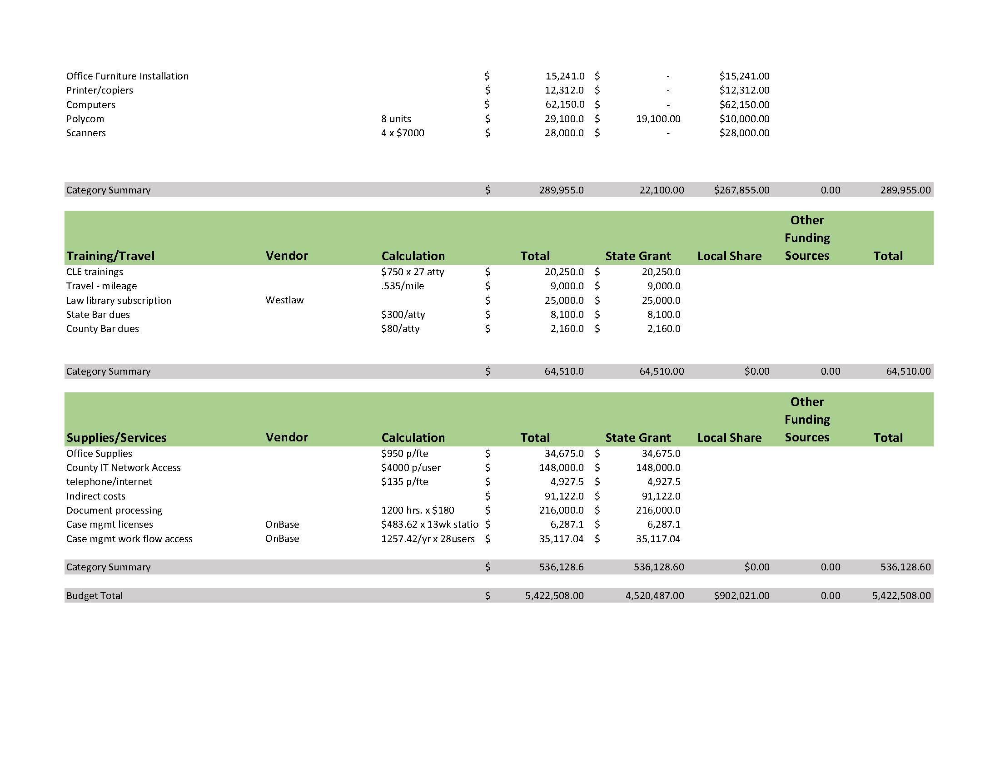 Office Furniture Installation $ 15,241.0 $ - $15,241.00
Printer/copiers $ 12,312.0 $ - $12,312.00
Computers $ 62,150.0 $ - $62,150.00
Polycom 8 units $ 29,100.0 $ 19,100.00 $10,000.00
Scanners 4 x $7000 $ 28,000.0 $ - $28,000.00
Category Summary $ 289,955.0 22,100.00 $267,855.00 0.00 289,955.00
Training/Travel Vendor Calculation Total State Grant Local Share Other Funding Sources Total
CLE trainings $750 x 27 atty $ 20,250.0 $ 20,250.0
Travel - mileage .535/mile $ 9,000.0 $ 9,000.0
Law library subscription Westlaw $ 25,000.0 $ 25,000.0
State Bar dues $300/atty $ 8,100.0 $ 8,100.0
County Bar dues $80/atty $ 2,160.0 $ 2,160.0
Category Summary $ 64,510.0 64,510.00 $0.00 0.00 64,510.00
Supplies/Services Vendor Calculation Total State Grant Local Share Other Funding Sources Total
Office Supplies $950 p/fte $ 34,675.0 $ 34,675.0
County IT Network Access $4000 p/user $ 148,000.0 $ 148,000.0
telephone/internet $135 p/fte $ 4,927.5 $ 4,927.5
Indirect costs $ 91,122.0 $ 91,122.0
Document processing 1200 hrs. x $180 $ 216,000.0 $ 216,000.0
Case mgmt licenses OnBase $483.62 x 13wk statio $ 6,287.1 $ 6,287.1
Case mgmt work flow access OnBase 1257.42/yr x 28users $ 35,117.04 $ 35,117.04
Category Summary $ 536,128.6 536,128.60 $0.00 0.00 536,128.60
Budget Total $ 5,422,508.00 4,520,487.00 $902,021.00 0.00 5,422,508.00